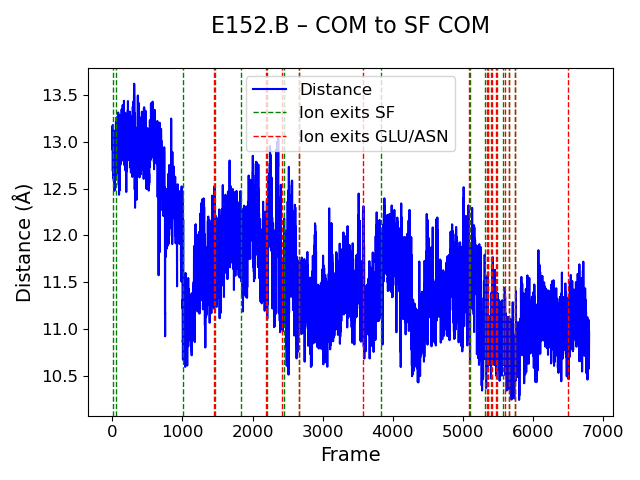 E152.B – COM to SF COM
Distance
Ion exits SF
Ion exits GLU/ASN
Distance (Å)
13.5
13.0
12.5
12.0
11.5
11.0
10.5
0 1000 2000 3000 4000 5000 6000 7000
Frame